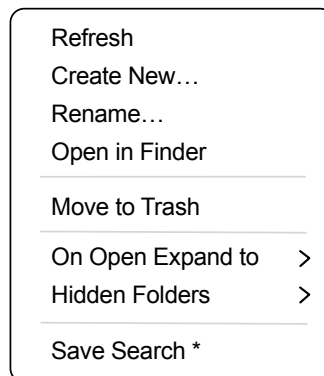 Refresh
Create New…
Rename…
Open in Finder
Move to Trash
On Open Expand to >
Hidden Folders >
Save Search *